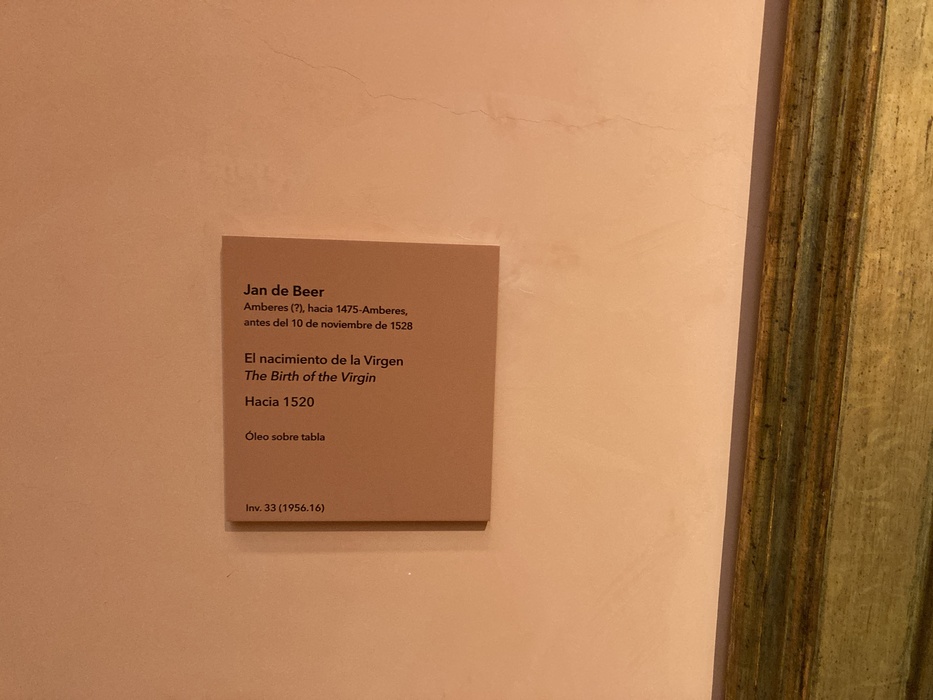 Jan de Beer
Amberes (?), hacia 1475-Amberes,
antes del 10 de noviembre de 1528
El nacimiento de la Virgen
The Birth of the Virgin
Hacia 1520
Óleo sobre tabla
Inv. 33 (1956.16)